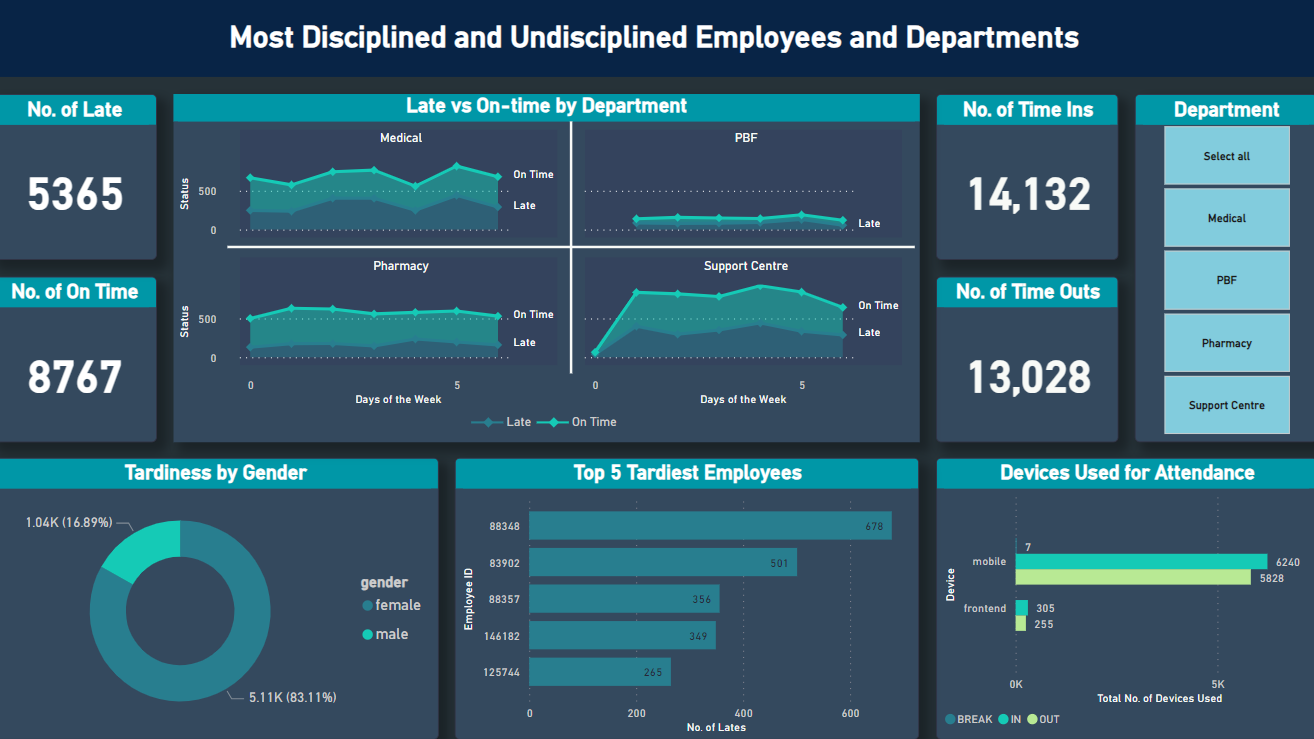 Most Disciplined and Undisciplined Employees and Departments
No. of Late
5365
No. of On Time
8767
Late vs On-time by Department
Medical
Status
500
0
On Time
Late
PBF
Late
Pharmacy
Status
500
0
On Time
Late
0
5
Days of the Week
Support Centre
On Time
Late
0
5
Days of the Week
Late
On Time
No. of Time Ins
14,132
No. of Time Outs
13,028
Department
Select all
Medical
PBF
Pharmacy
Support Centre
Tardiness by Gender
1.04K (16.89%)
5.11K (83.11%)
gender
female
male
Top 5 Tardiest Employees
Employee ID
88348
678
83902
501
88357
356
146182
349
125744
265
0
200
400
600
No. of Lates
Devices Used for Attendance
Device
mobile
7
6240
5828
frontend
305
255
0K
5K
Total No. of Devices Used
BREAK
IN
OUT